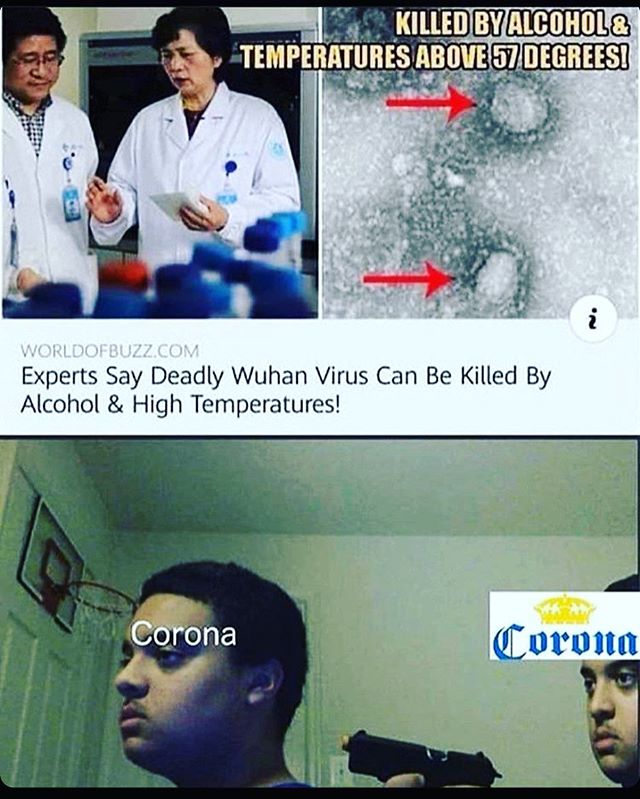 KILLED BY ALCOHOL &
TEMPERATURES ABOVE 57 DEGREES!
i
WORLDOFBUZZ.COM
Experts Say Deadly Wuhan Virus Can Be Killed By
Alcohol & High Temperatures!
Corona
Corona